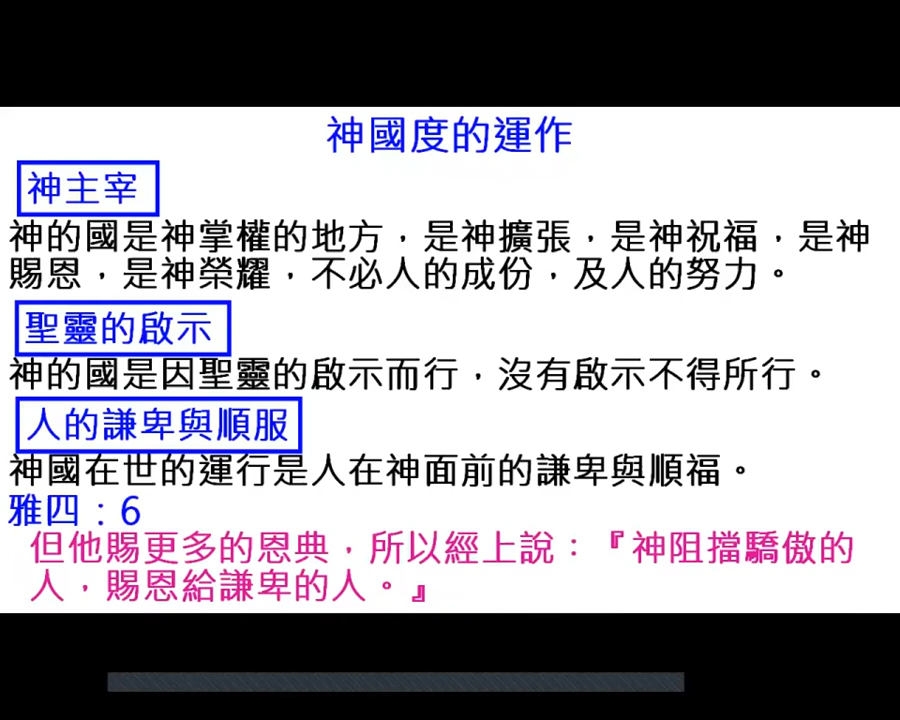 神國度的運作
神主宰
神的國是神掌權的地方，是神擴張，是神祝福，是神
賜恩，是神榮耀，不必人的成份，及人的努力。
聖靈的啟示
神的國是因聖靈的啟示而行，沒有啟示不得所行。
人的謙卑與順服
神國在世的運行是人在神面前的謙卑與順福。
雅四：6
但他賜更多的恩典，所以經上說：『神阻擋驕傲的
人，賜恩給謙卑的人。』